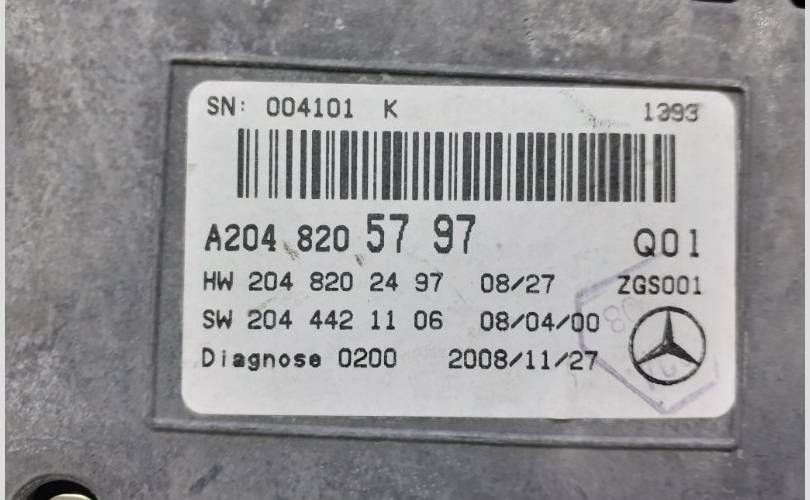 SN: 004101 K 1393
A204 820 57 97 Q01
HW 204 820 24 97 08/27 ZGS001
SW 204 442 11 06 08/04/00
Diagnose 0200 2008/11/27